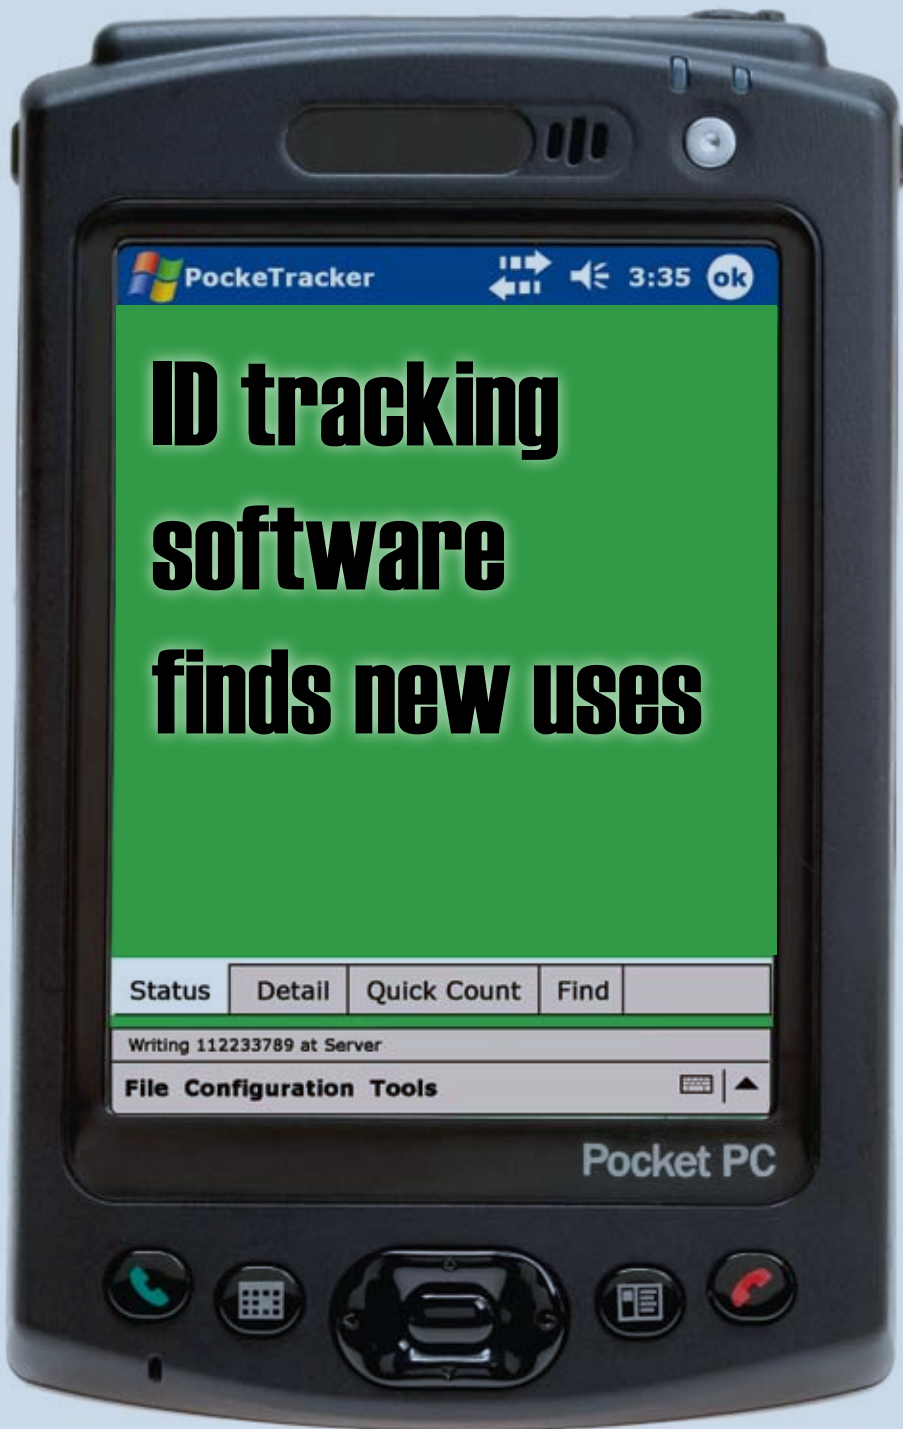 PockeTracker 3:35 ok
ID tracking
software
finds new uses
Status Detail Quick Count Find
Writing 112233789 at Server
File Configuration Tools
Pocket PC